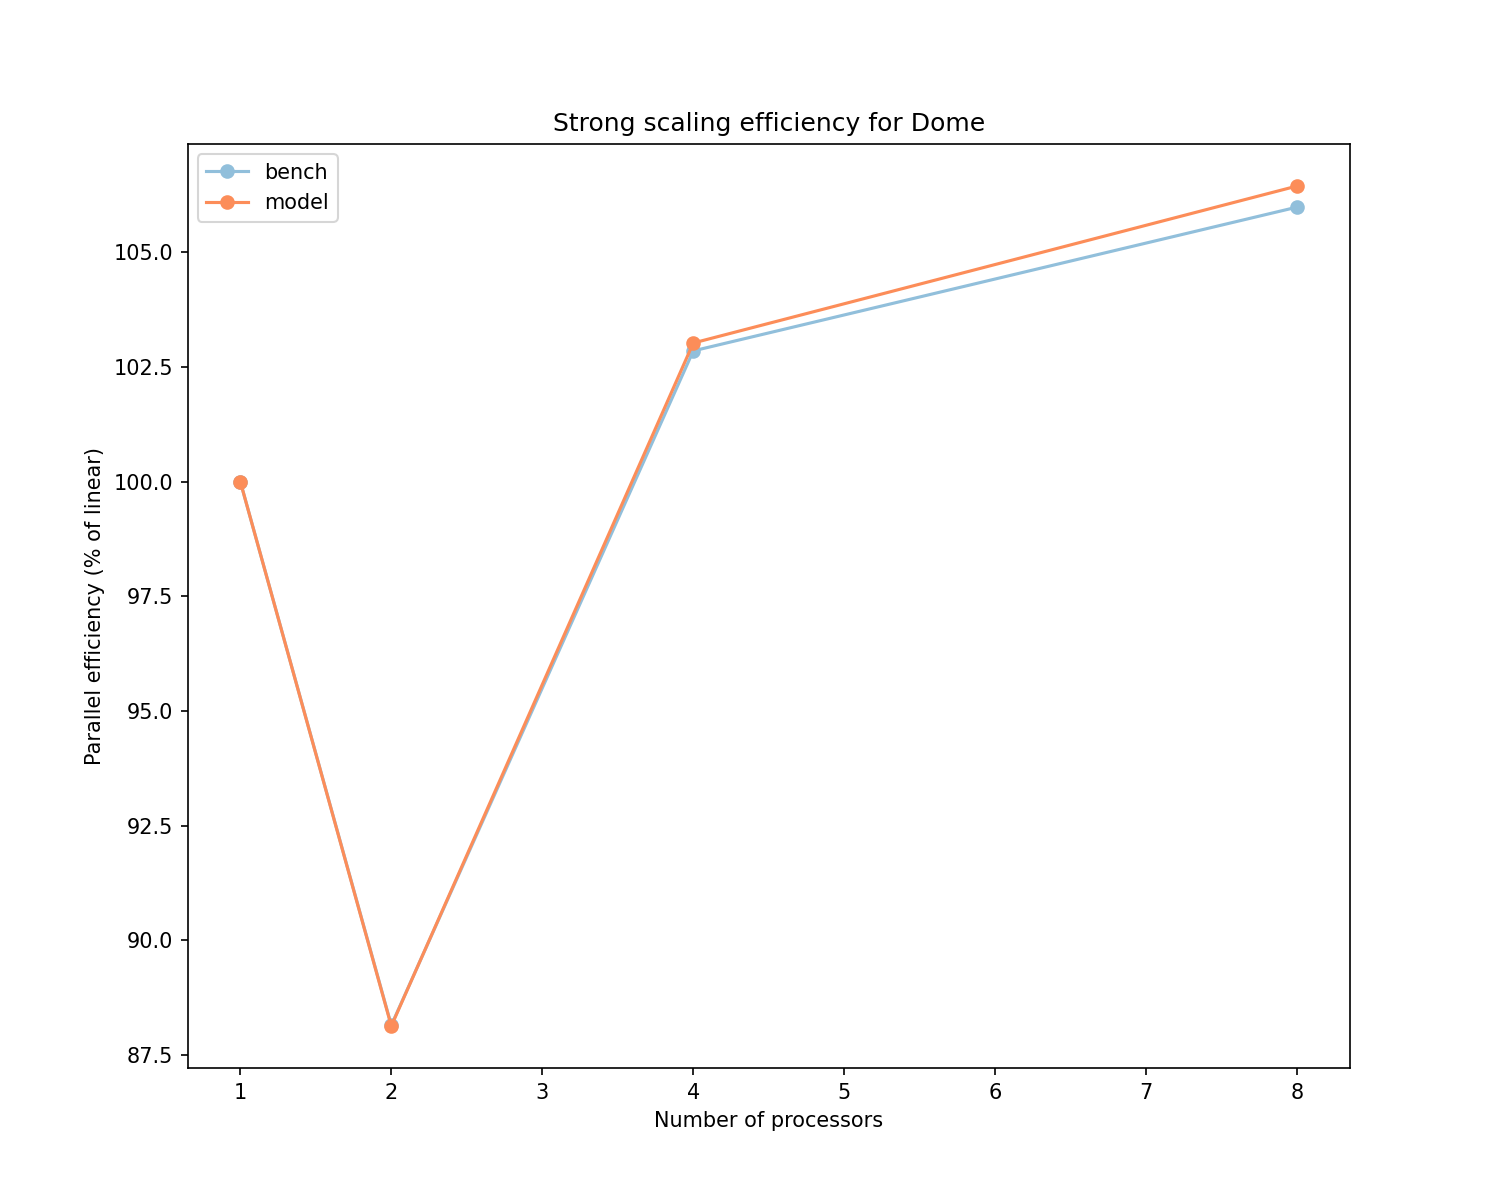 Strong scaling efficiency for Dome
bench
model
105.0
102.5
100.0
97.5
95.0
92.5
90.0
87.5
Parallel efficiency (% of linear)
1 2 3 4 5 6 7 8
Number of processors